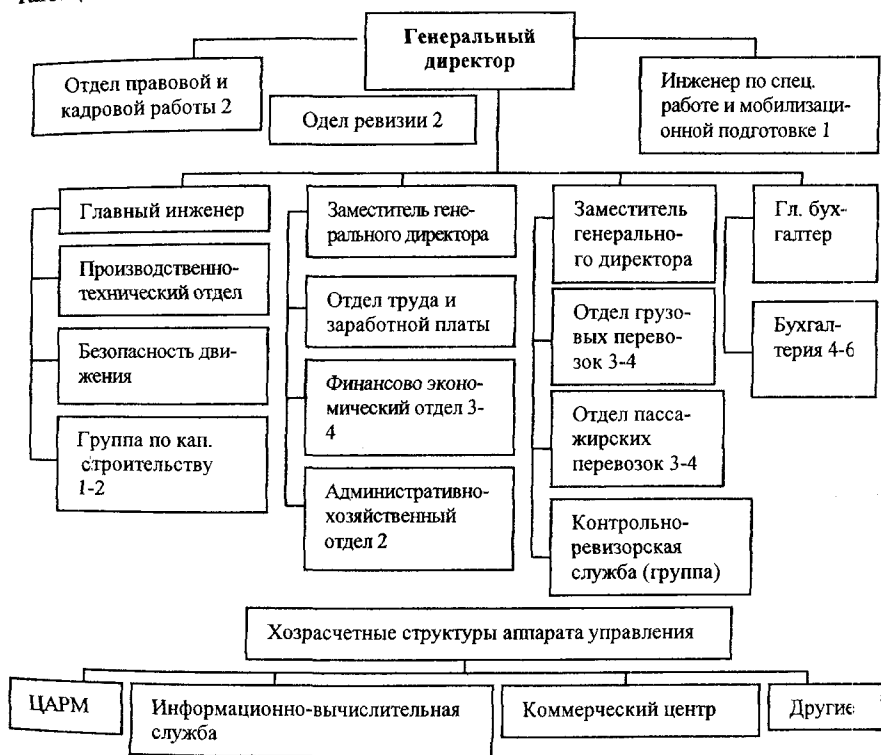 Генеральный
директор
Отдел правовой и
кадровой работы 2
Одел ревизии 2
Инженер по спец.
работе и мобилизаци-
онной подготовке 1
Главный инженер
Производственно-
технический отдел
Безопасность дви-
жения
Группа по кап.
строительству
1-2
Заместитель гене-
рального директора
Отдел труда и
заработной платы
Финансово эконо-
мический отдел 3-
4
Административно-
хозяйственный
отдел 2
Заместитель
генерально-
го директора
Отдел грузо-
вых перево-
зок 3-4
Отдел пасса-
жирских
перевозок 3-4
Контрольно-
ревизорская
служба (группа)
Гл. бух-
галтер
Бухгал-
терия 4-6
Хозрасчетные структуры аппарата управления
ЦАРМ
Информационно-вычислительная
служба
Коммерческий центр
Другие